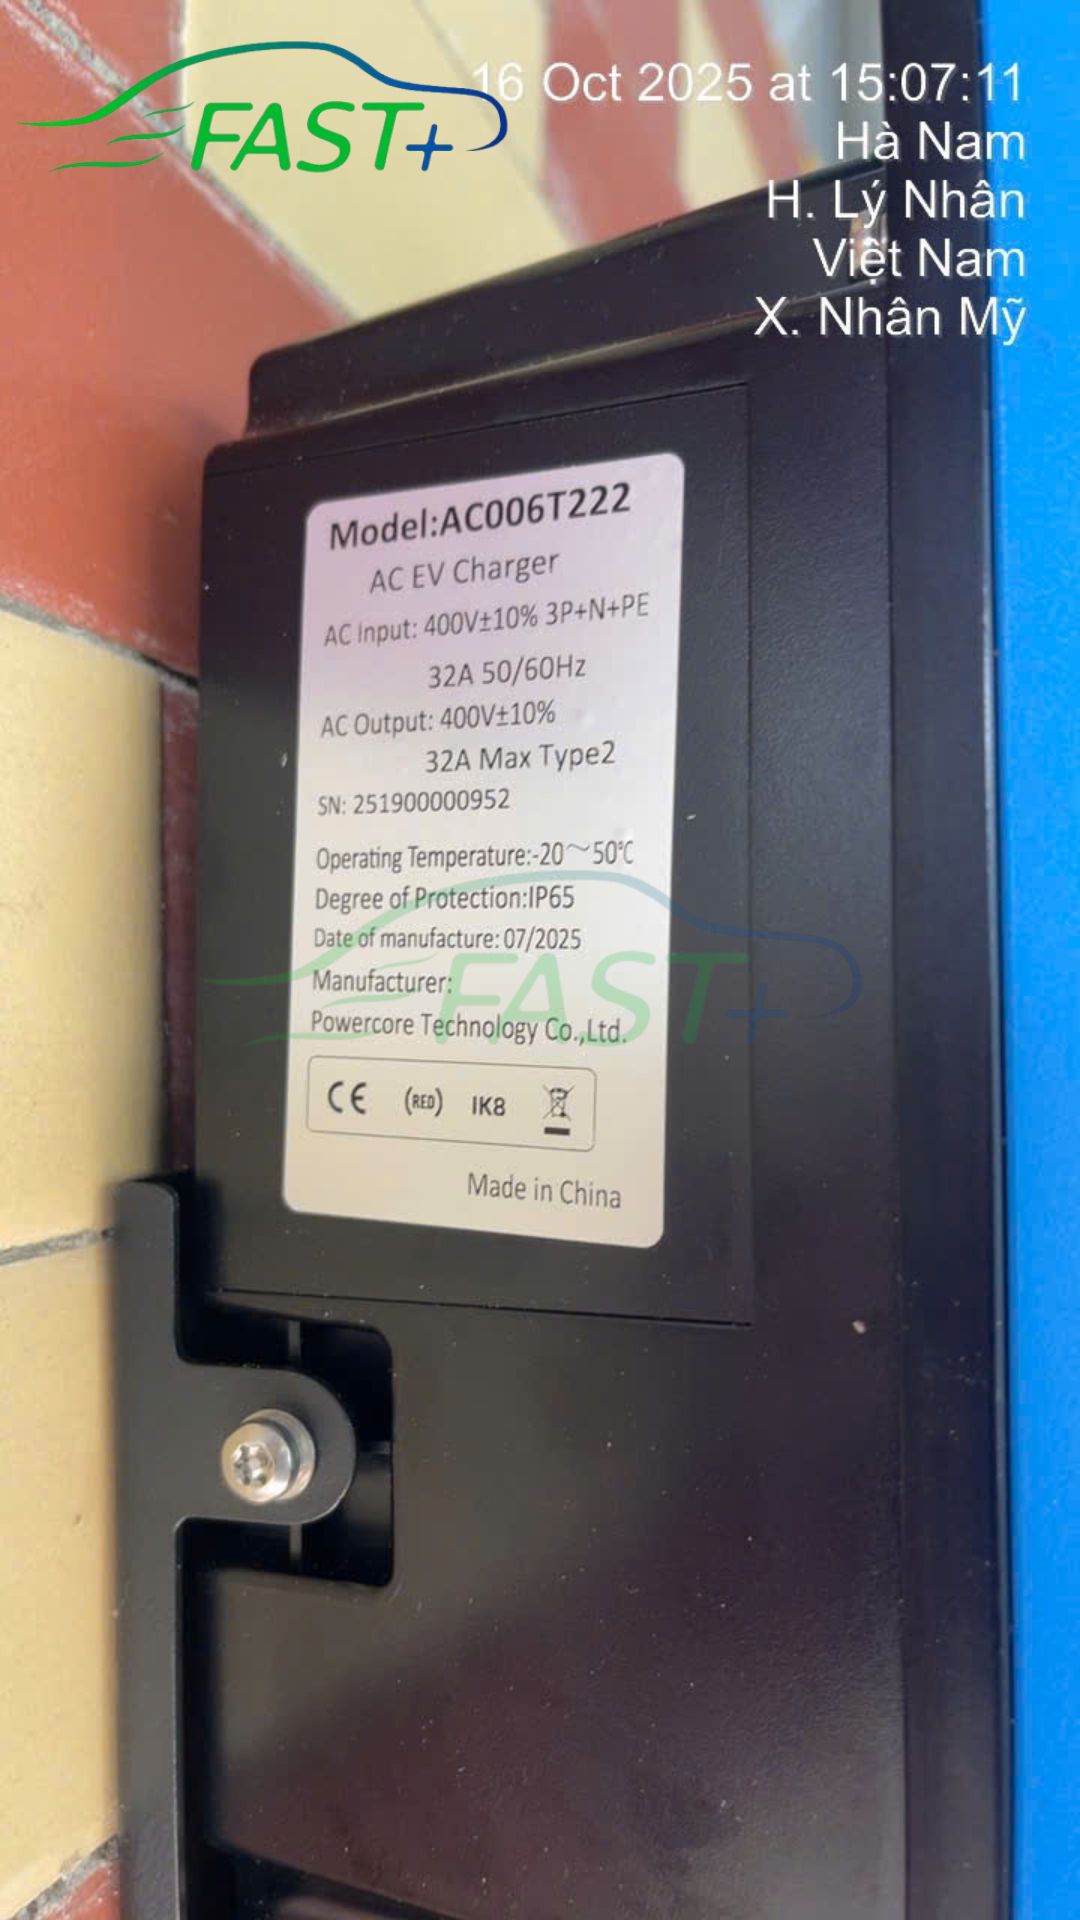 FAST+
16 Oct 2025 at 15:07:11
Hà Nam
H. Lý Nhân
Việt Nam
X. Nhân Mỹ
Model:AC006T222
AC EV Charger
AC Input: 400V±10% 3P+N+PE
32A 50/60Hz
AC Output: 400V±10%
32A Max Type2
SN: 251900000952
Operating Temperature:-20~50℃
Degree of Protection:IP65
Date of manufacture: 07/2025
Manufacturer:
FAST+
Powercore Technology Co.,Ltd.
CE (RED) IK8
Made in China